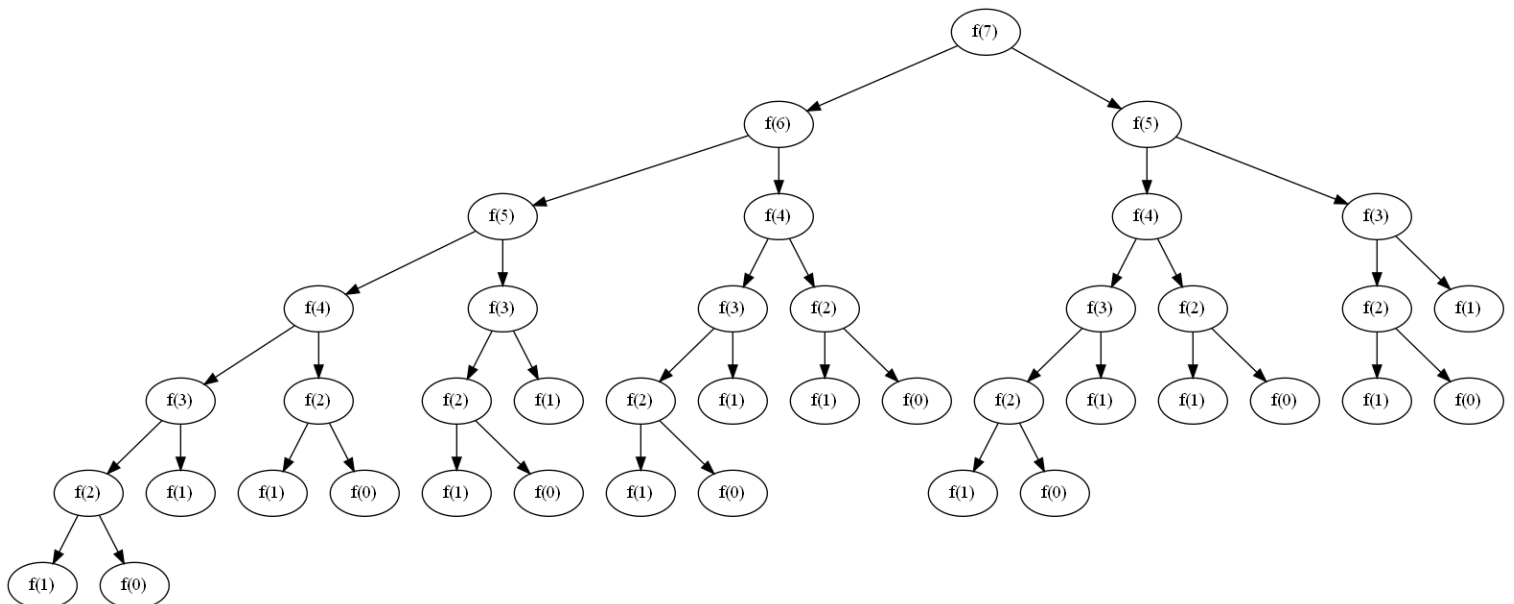 f(7)
f(6) f(5)
f(5) f(4) f(4) f(3)
f(4) f(3) f(3) f(2) f(3) f(2) f(2) f(1)
f(3) f(2) f(2) f(1) f(2) f(1) f(1) f(0) f(2) f(1) f(1) f(0) f(1) f(0)
f(2) f(1) f(1) f(0) f(1) f(0) f(1) f(0) f(1) f(0)
f(1) f(0)